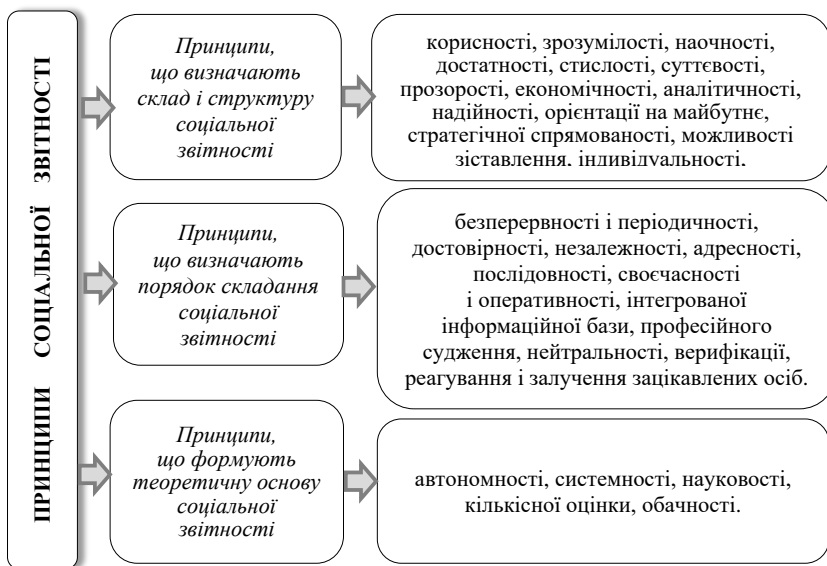 ПРИНЦИПИ СОЦІАЛЬНОЇ ЗВІТНОСТІ
Принципи,
що визначають
склад і структуру
соціальної
звітності
корисності, зрозумілості, наочності,
достатності, стислості, суттєвості,
прозорості, економічності, аналітичності,
надійності, орієнтації на майбутнє,
стратегічної спрямованості, можливості
зіставлення, індивідуальності,
Принципи,
що визначають
порядок складання
соціальної
звітності
безперервності і періодичності,
достовірності, незалежності, адресності,
послідовності, своєчасності
і оперативності, інтегрованої
інформаційної бази, професійного
судження, нейтральності, верифікації,
реагування і залучення зацікавлених осіб.
Принципи,
що формують
теоретичну основу
соціальної
звітності
автономності, системності, науковості,
кількісної оцінки, обачності.